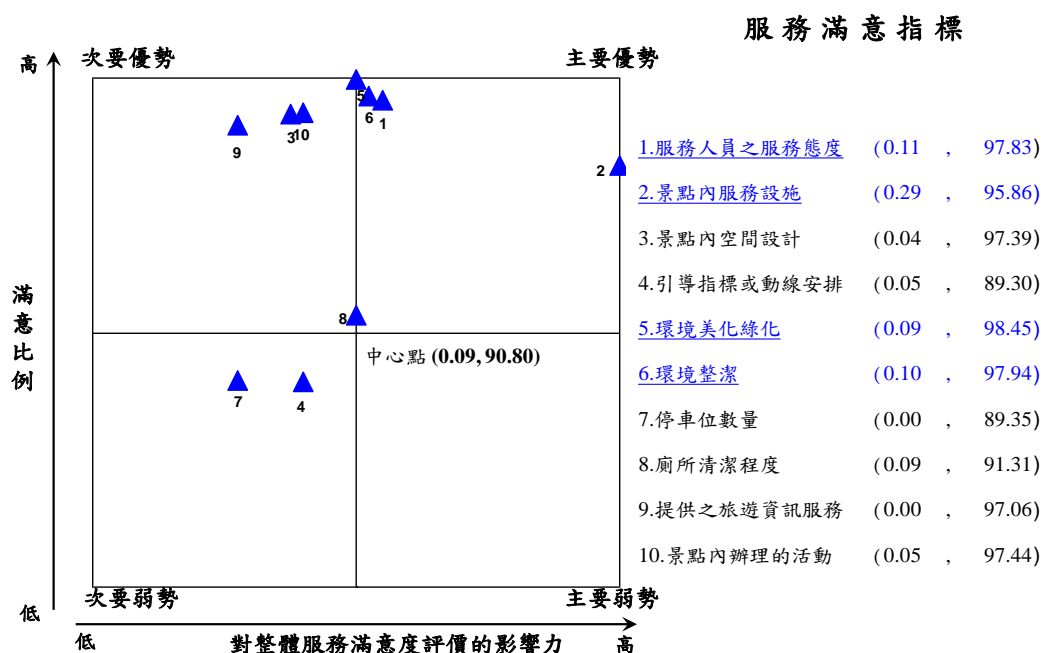 服務滿意指標
高
次要優勢
主要優勢
5
6
1
3
10
9
2
1.服務人員之服務態度 (0.11 , 97.83)
2.景點內服務設施 (0.29 , 95.86)
3.景點內空間設計 (0.04 , 97.39)
4.引導指標或動線安排 (0.05 , 89.30)
5.環境美化綠化 (0.09 , 98.45)
6.環境整潔 (0.10 , 97.94)
7.停車位數量 (0.00 , 89.35)
8.廁所清潔程度 (0.09 , 91.31)
9.提供之旅遊資訊服務 (0.00 , 97.06)
10.景點內辦理的活動 (0.05 , 97.44)
滿意比例
8
中心點 (0.09, 90.80)
7
4
低
次要弱勢
主要弱勢
低
對整體服務滿意度評價的影響力
高